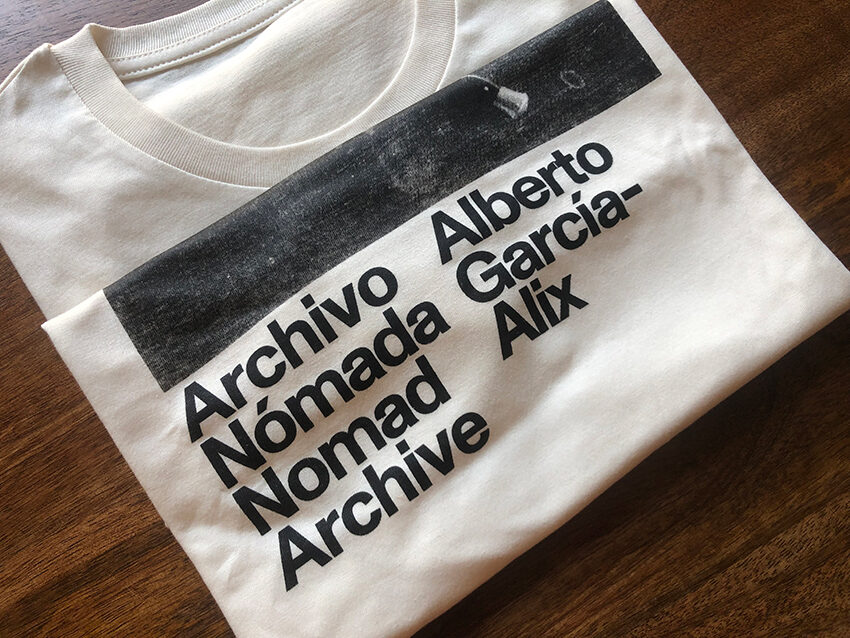 Archivo
Nómada
Nomad
Archive
Alberto
García-
Alix